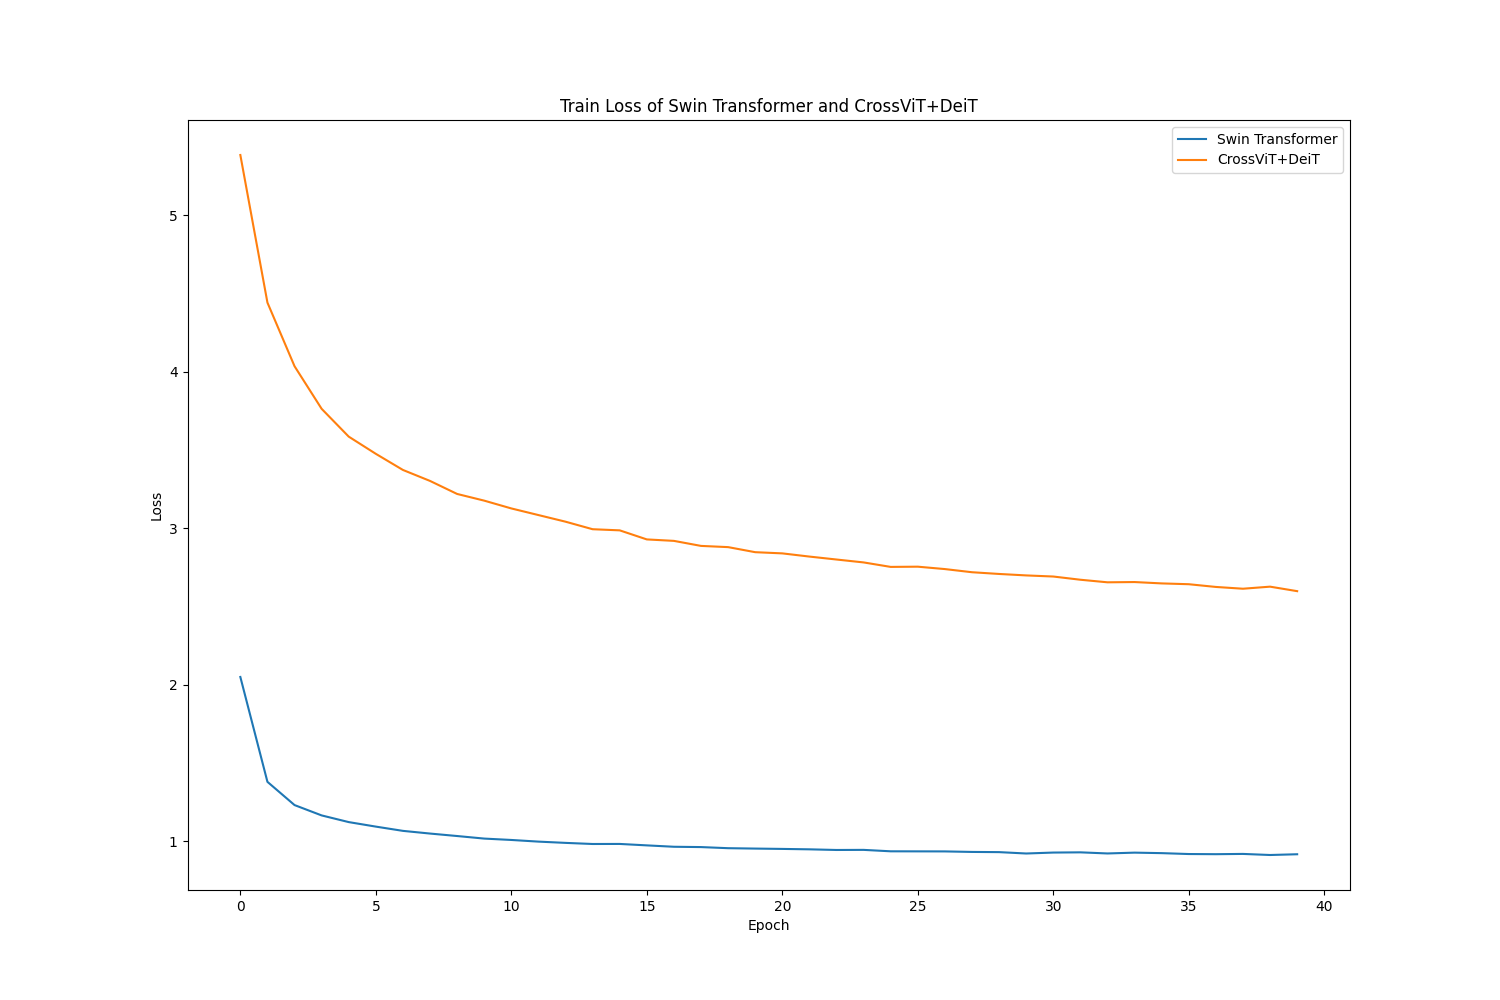 Train Loss of Swin Transformer and CrossViT+DeiT
Swin Transformer
CrossViT+DeiT
Loss
5
4
3
2
1
0 5 10 15 20 25 30 35 40
Epoch